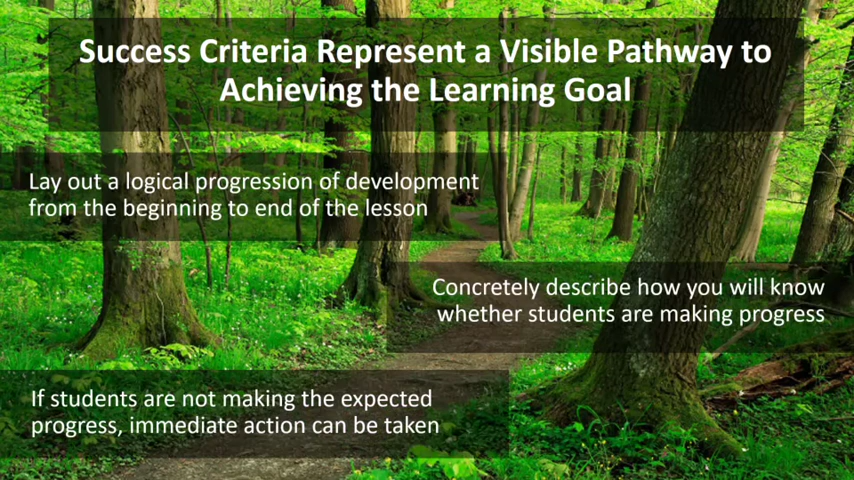 Success Criteria Represent a Visible Pathway to
Achieving the Learning Goal
Lay out a logical progression of development
from the beginning to end of the lesson
Concretely describe how you will know
whether students are making progress
If students are not making the expected
progress, immediate action can be taken